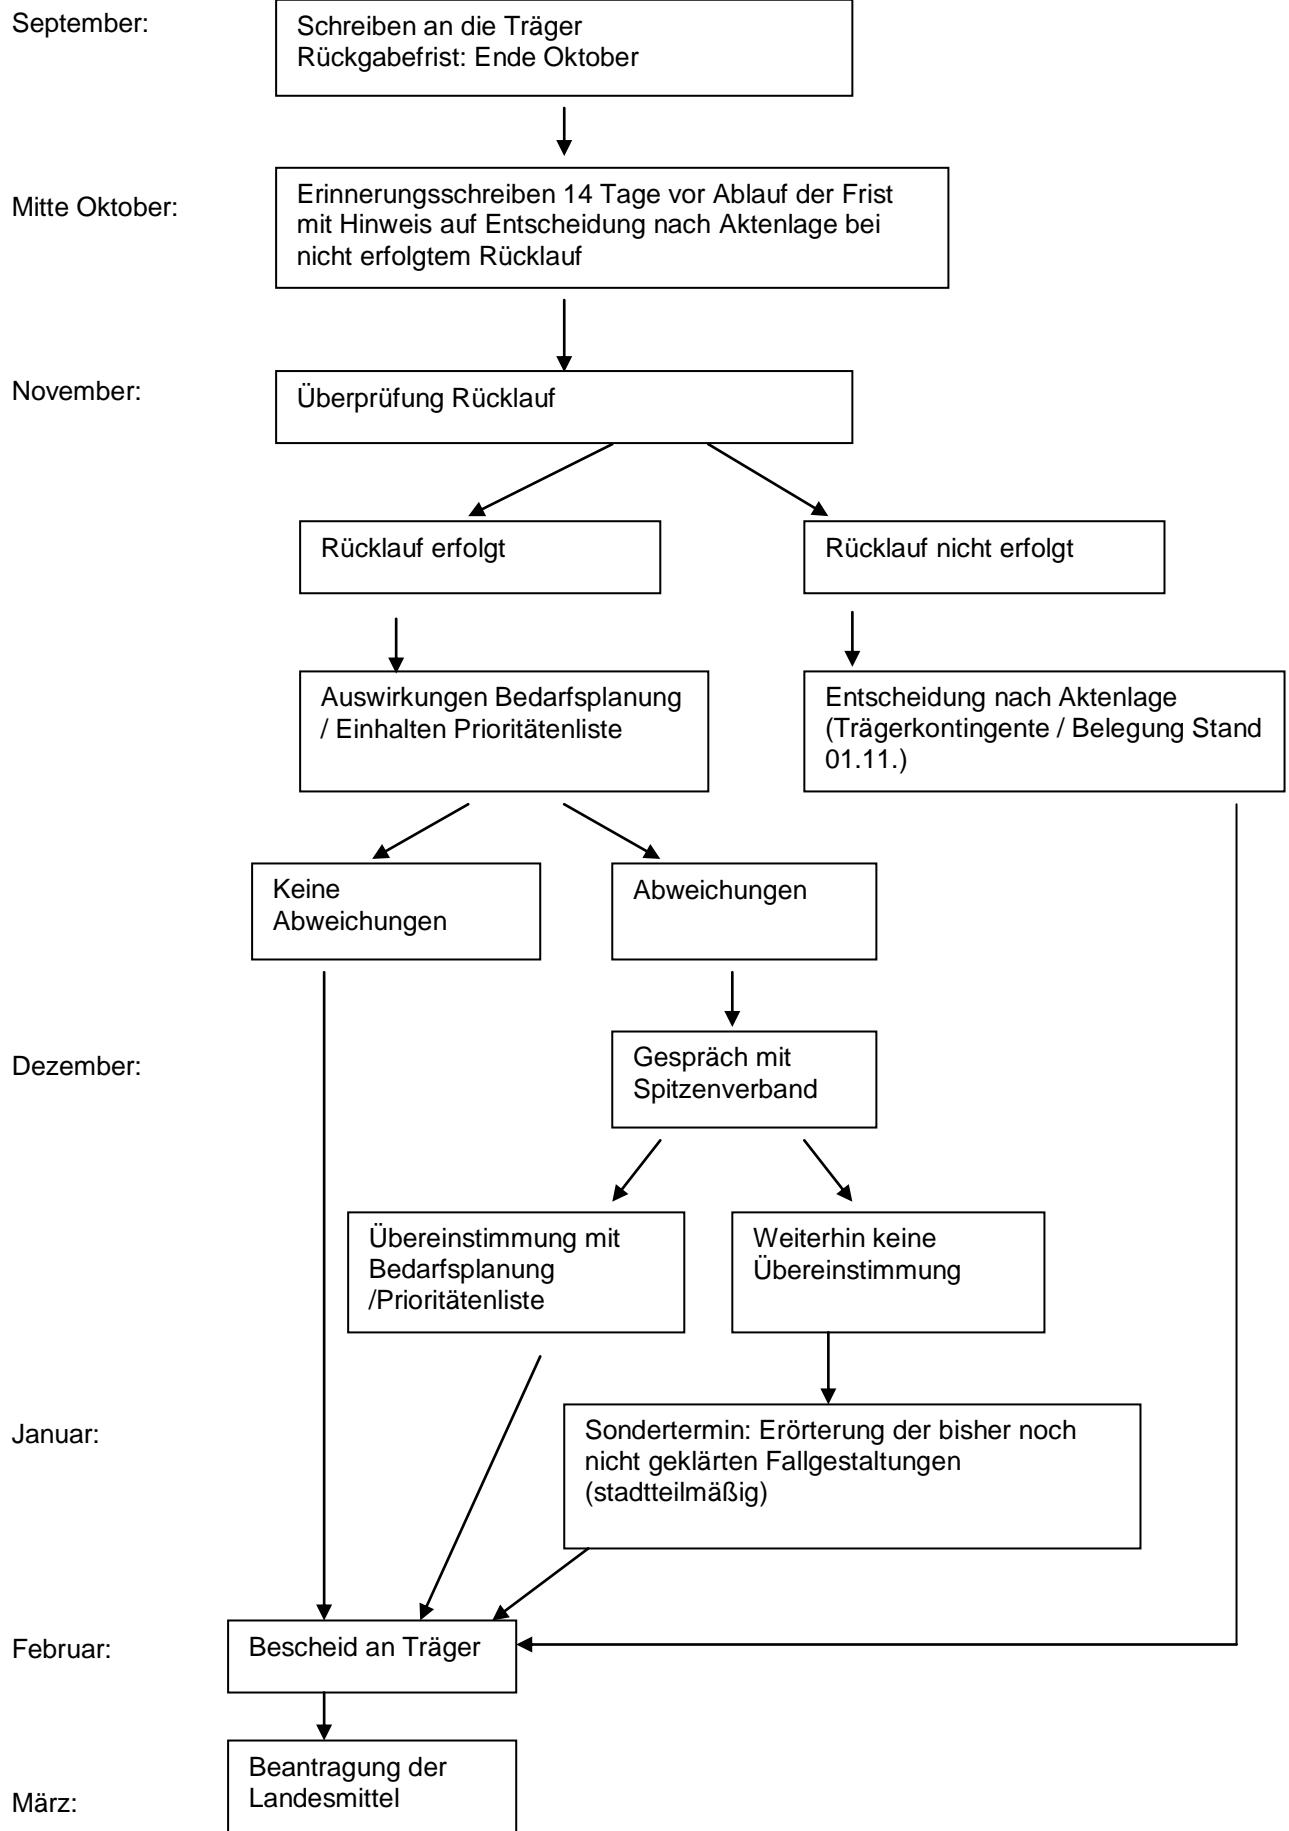 September:
Schreiben an die Träger
Rückgabefrist: Ende Oktober
Mitte Oktober:
Erinnerungsschreiben 14 Tage vor Ablauf der Frist
mit Hinweis auf Entscheidung nach Aktenlage bei
nicht erfolgtem Rücklauf
November:
Überprüfung Rücklauf
Rücklauf erfolgt
Rücklauf nicht erfolgt
Auswirkungen Bedarfsplanung
/ Einhalten Prioritätenliste
Entscheidung nach Aktenlage
(Trägerkontingente / Belegung Stand
01.11.)
Keine
Abweichungen
Abweichungen
Dezember:
Gespräch mit
Spitzenverband
Übereinstimmung mit
Bedarfsplanung
/Prioritätenliste
Weiterhin keine
Übereinstimmung
Januar:
Sondertermin: Erörterung der bisher noch
nicht geklärten Fallgestaltungen
(stadtteilmäßig)
Februar:
Bescheid an Träger
März:
Beantragung der
Landesmittel